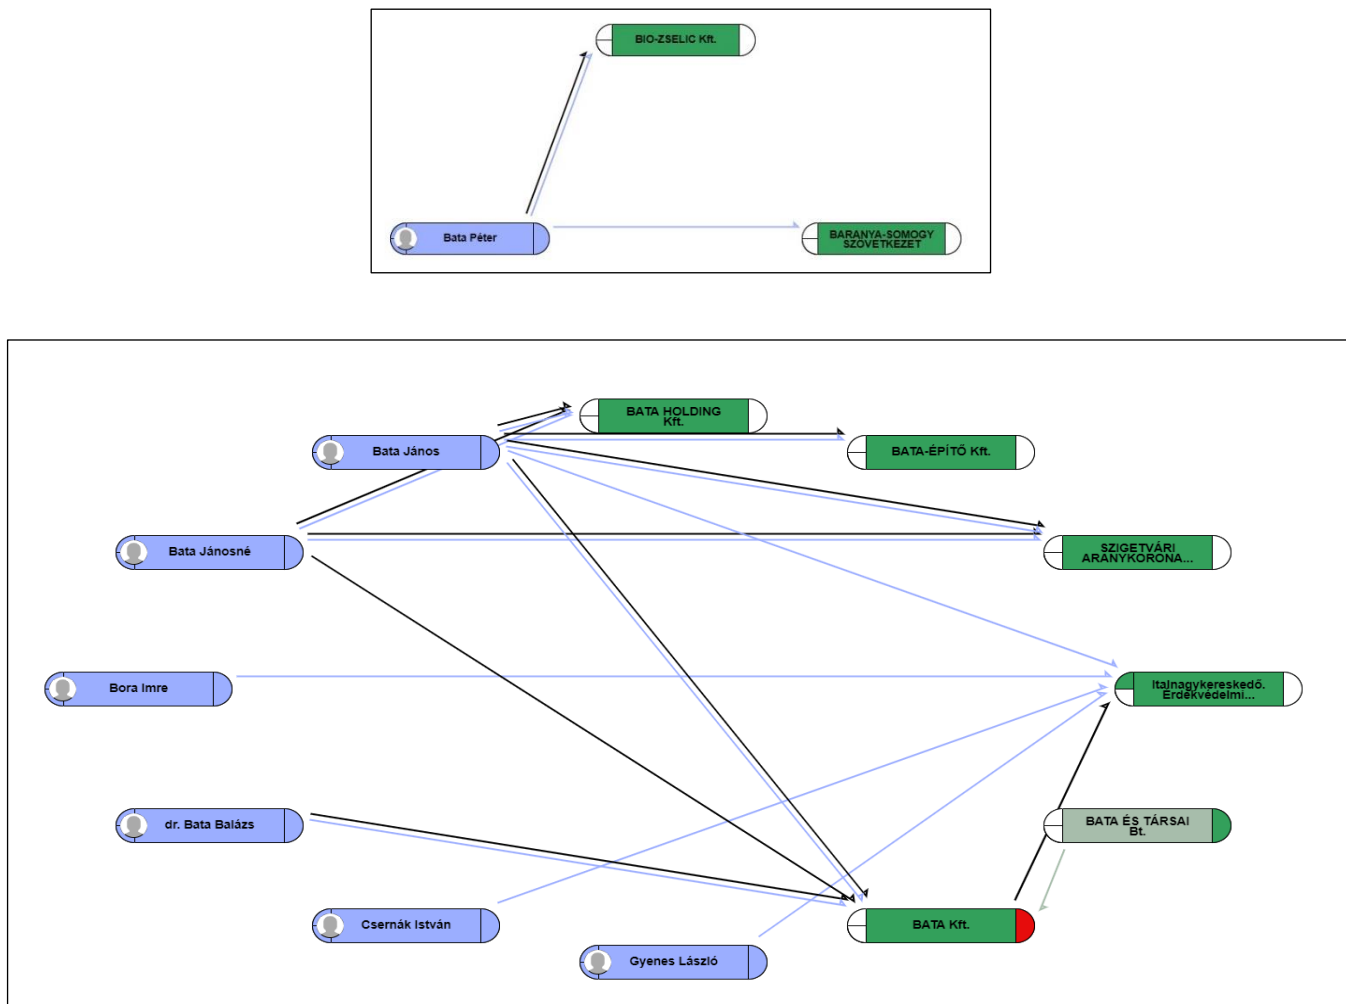 BIO-ZSELIC Kft.
Bata Péter
BARANYA-SOMOGY
SZÖVETKEZET
BATA HOLDING
Kft.
Bata János
BATA-ÉPÍTŐ Kft.
Bata Jánosné
SZIGETVÁRI
ARANYKORONA...
Bora Imre
Italnagykereskedő.
Érdekvédelmi...
dr. Bata Balázs
BATA ÉS TÁRSAI
Bt.
Csernák István
BATA Kft.
Gyenes László